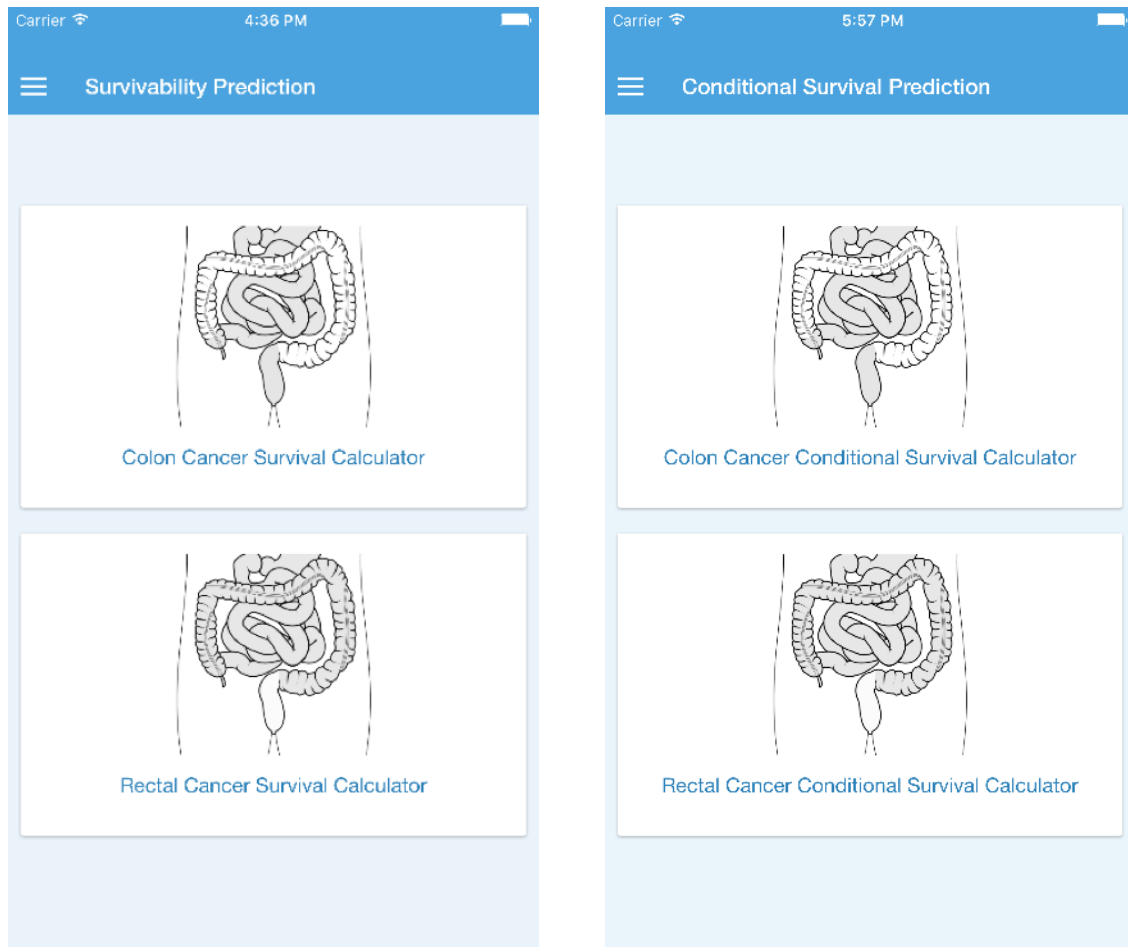 Carrier 4:36 PM
Survivability Prediction
Colon Cancer Survival Calculator
Rectal Cancer Survival Calculator
Carrier 5:57 PM
Conditional Survival Prediction
Colon Cancer Conditional Survival Calculator
Rectal Cancer Conditional Survival Calculator